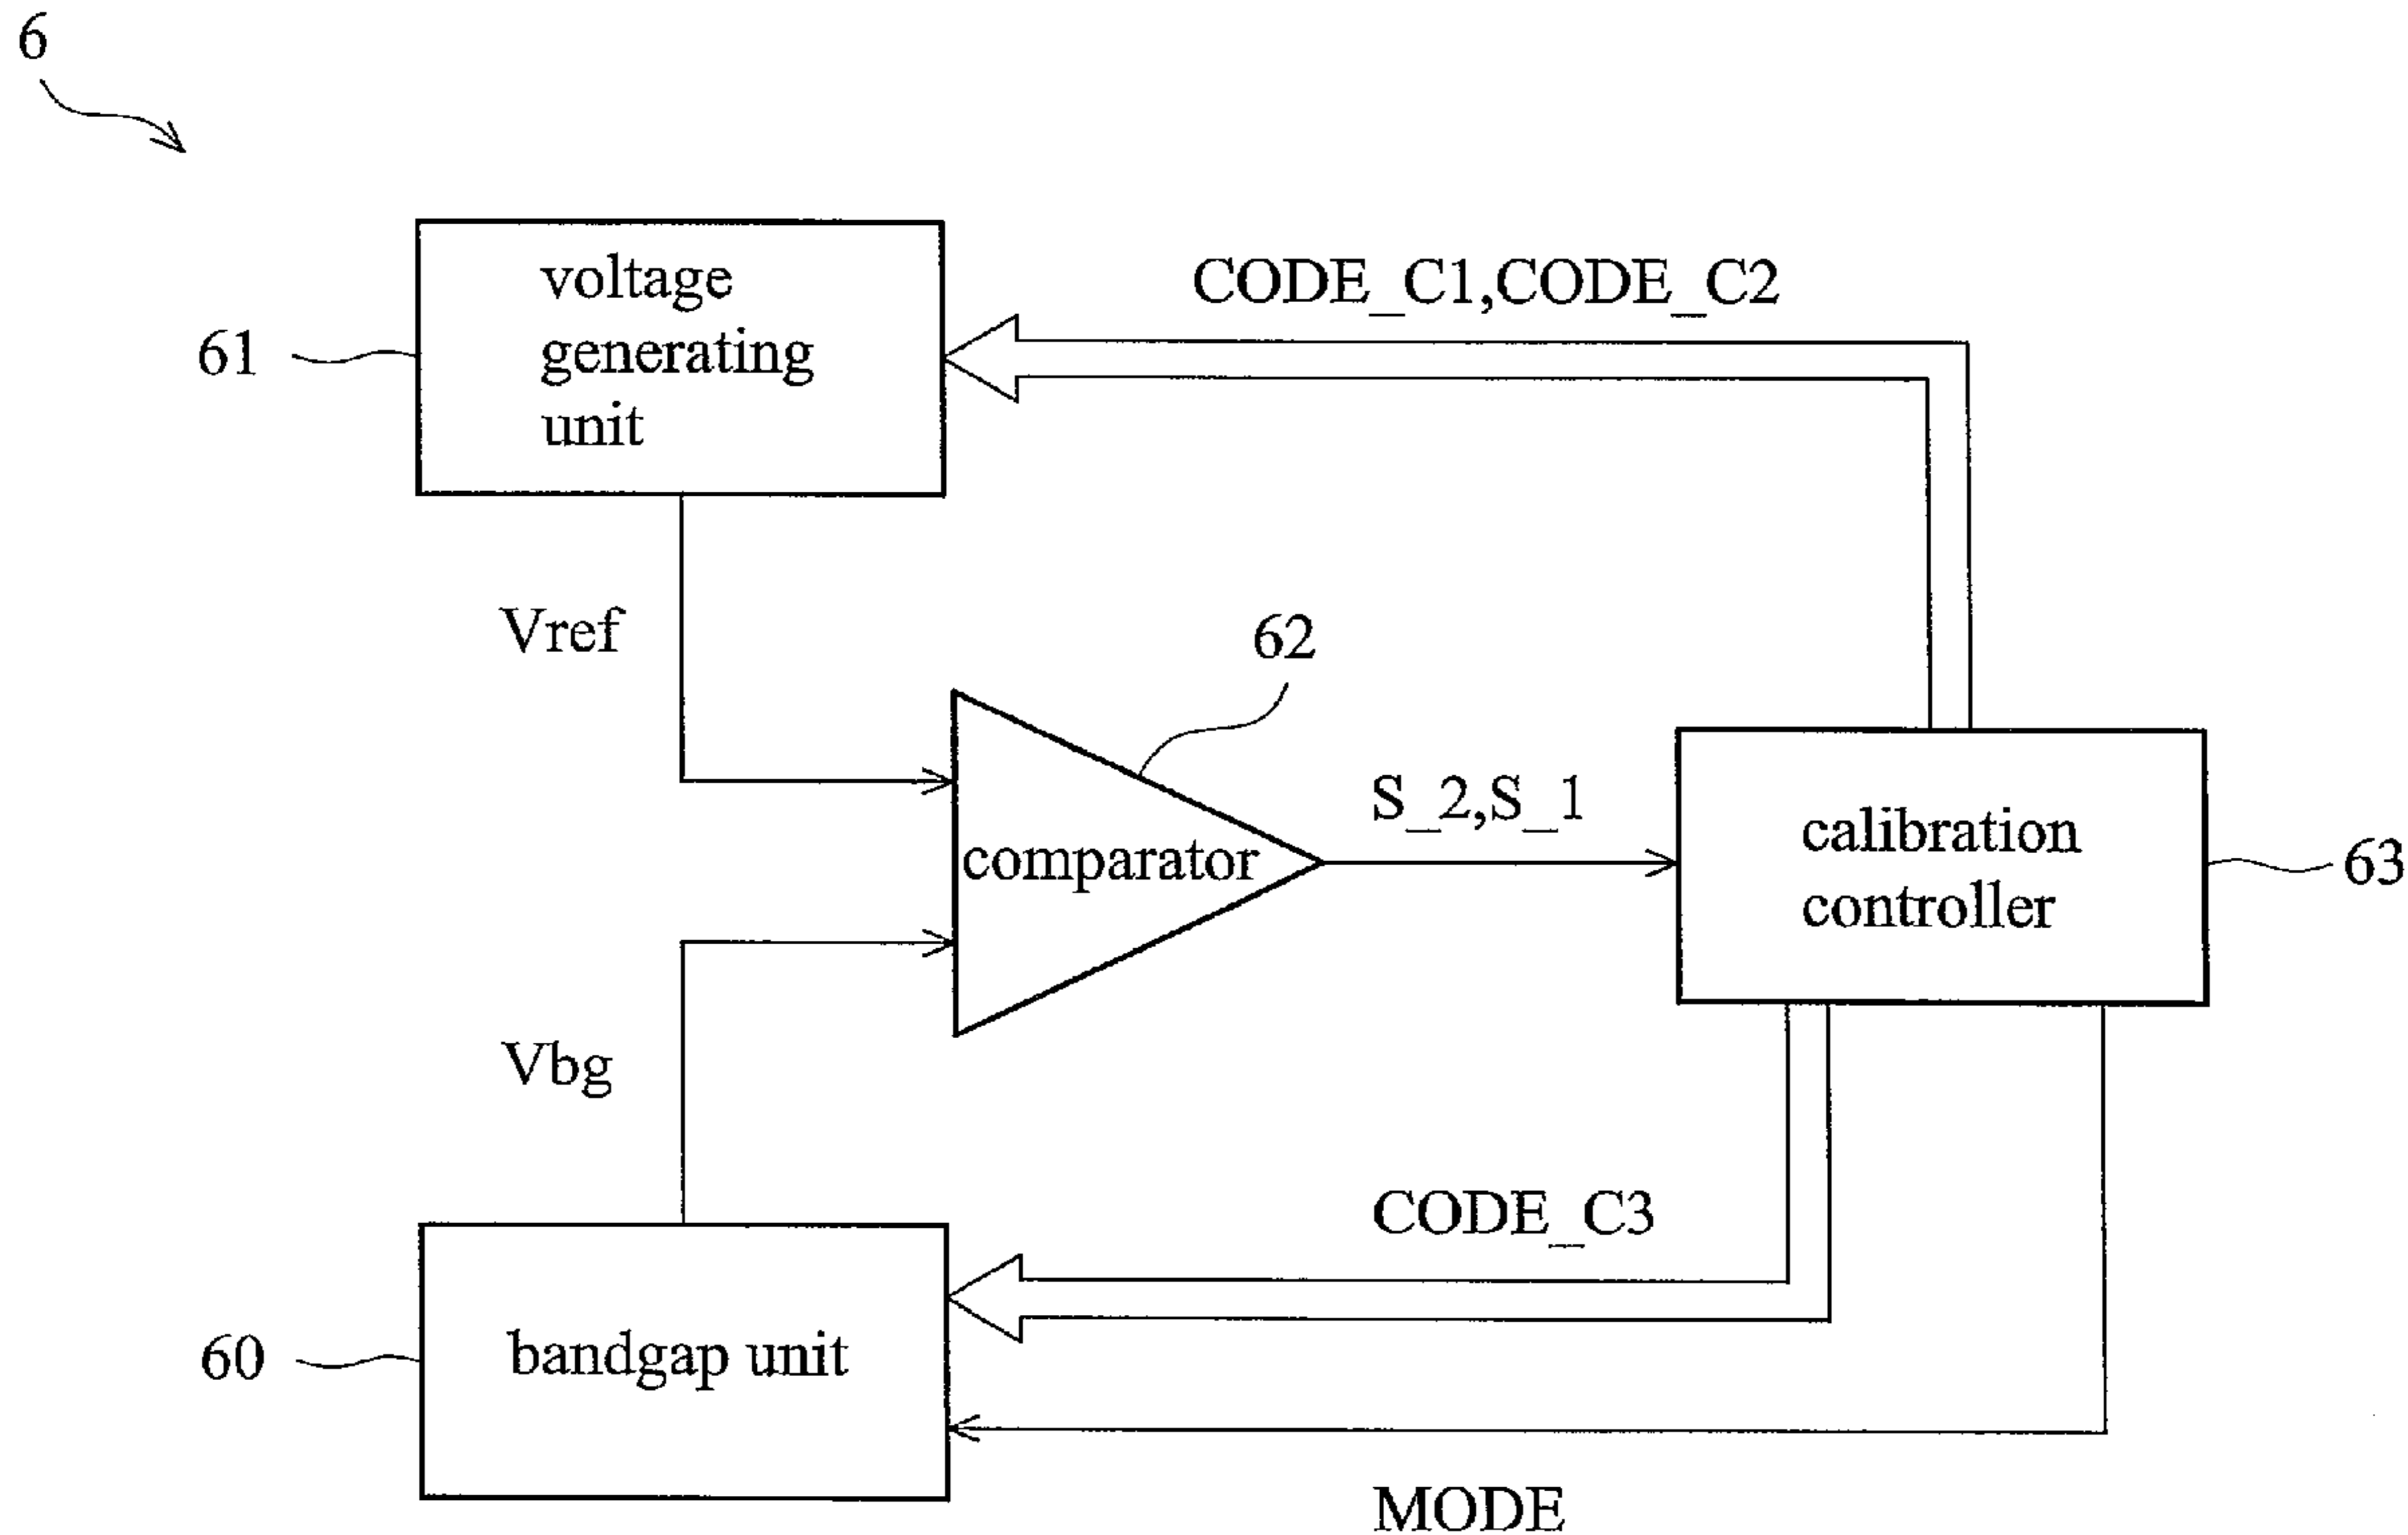 6
voltage
generating
unit
61
CODE_C1,CODE_C2
Vref
62
comparator
S_2,S_1
calibration
controller
63
Vbg
CODE_C3
60
bandgap unit
MODE